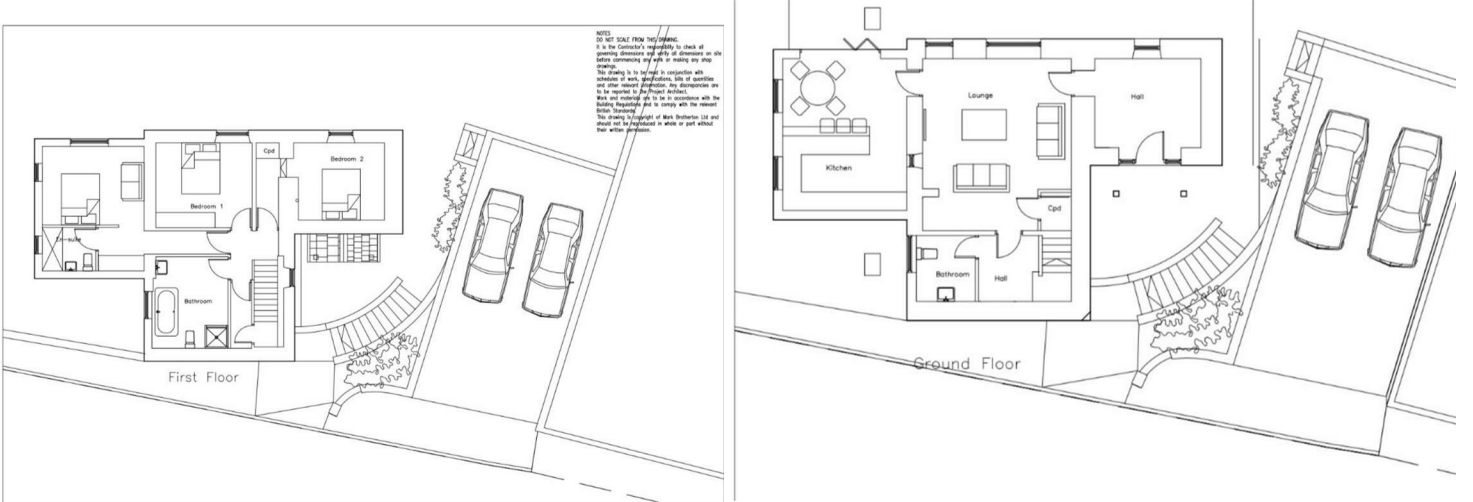 NOTES
DO NOT SCALE FROM THIS DRAWING.
It is the Contractor's responsibility to check all
governing dimensions and verify all dimensions on site
before commencing any work or making any shop
drawings.
This drawing is to be read in conjunction with
schedules of work, specifications, bills of quantities
and other relevant information. Any discrepancies are
to be reported to the Project Architect.
Work and materials are to be in accordance with the
Building Regulations and to comply with the relevant
British Standards.
This drawing is copyright of Mark Brotherton Ltd and
should not be reproduced in whole or part without
their written permission.
Cpd
Bedroom 2
Bedroom 1
En-suite
Bathroom
First Floor
Lounge
Hall
Kitchen
Cpd
Bathroom
Hall
Ground Floor